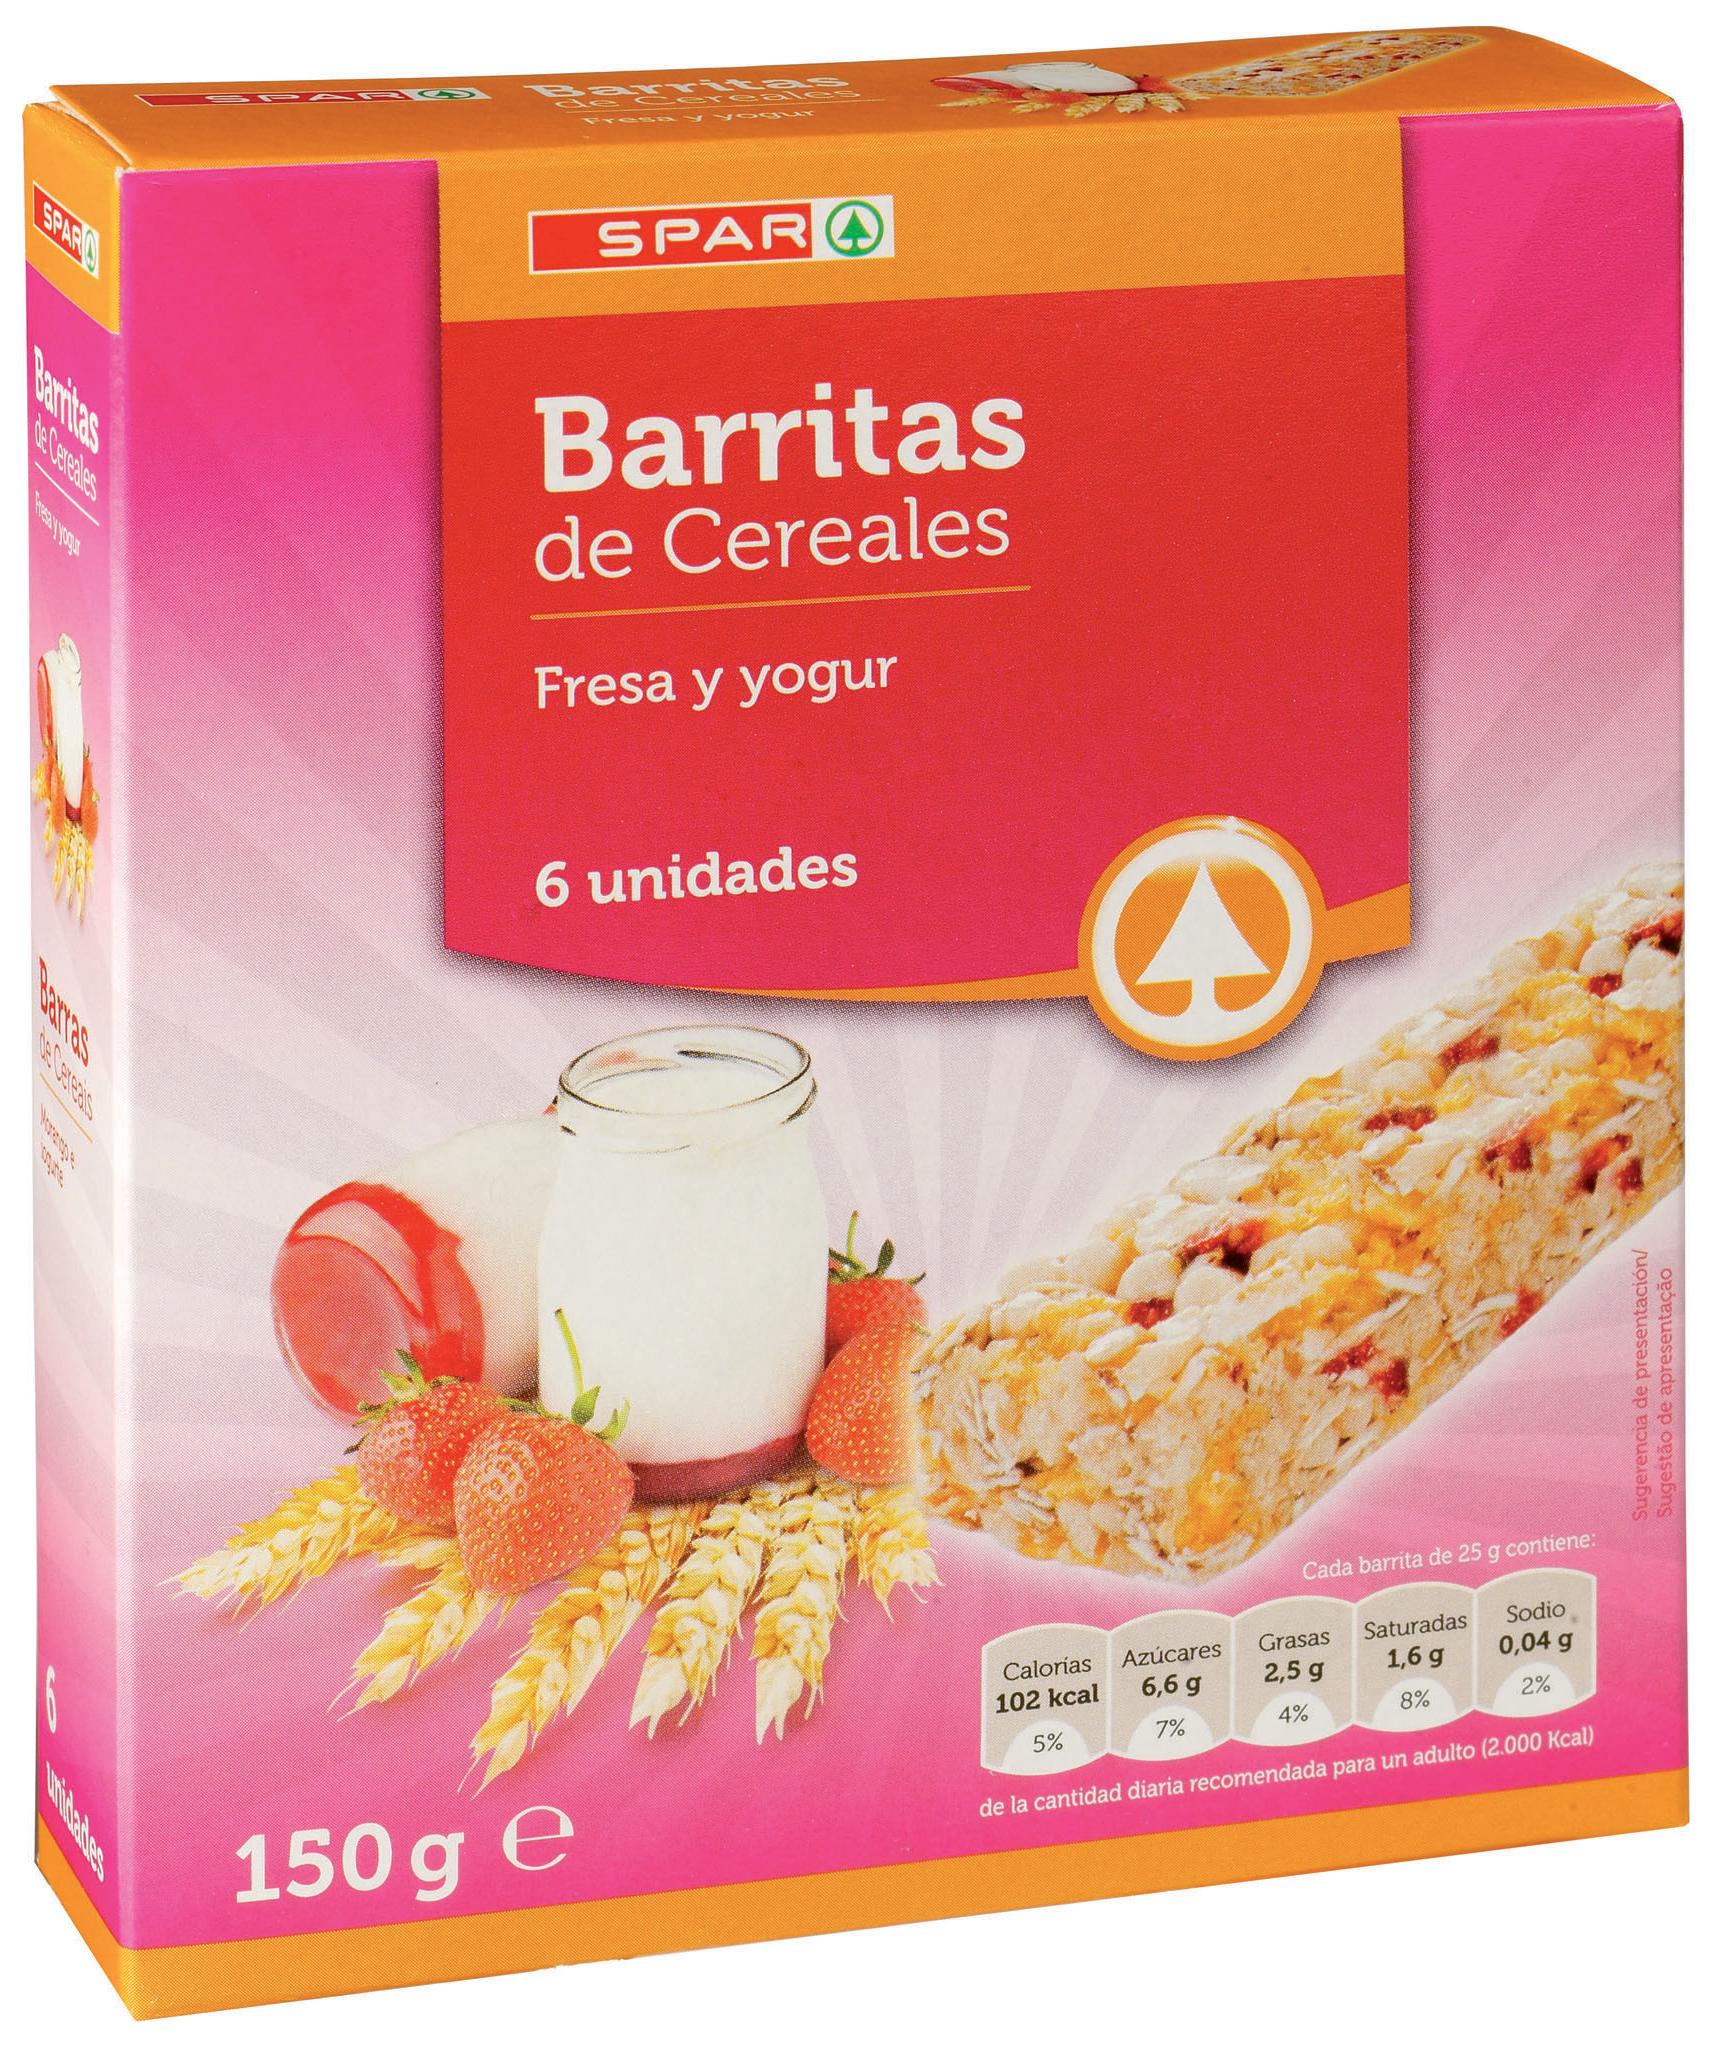 SPAR
Barritas
de Cereales
Fresa y yogur
SPAR
Barritas
de Cereales
Fresa y yogur
Barras
de Cereais
Morango e
iogurte
6
unidades
SPAR
Barritas
de Cereales
Fresa y yogur
6 unidades
Sugerencia de presentación/
Sugestão de apresentação
Cada barrita de 25 g contiene:
Calorías
102 kcal
5%
Azúcares
6,6 g
7%
Grasas
2,5 g
4%
Saturadas
1,6 g
8%
Sodio
0,04 g
2%
de la cantidad diaria recomendada para un adulto (2.000 Kcal)
150 g ℮